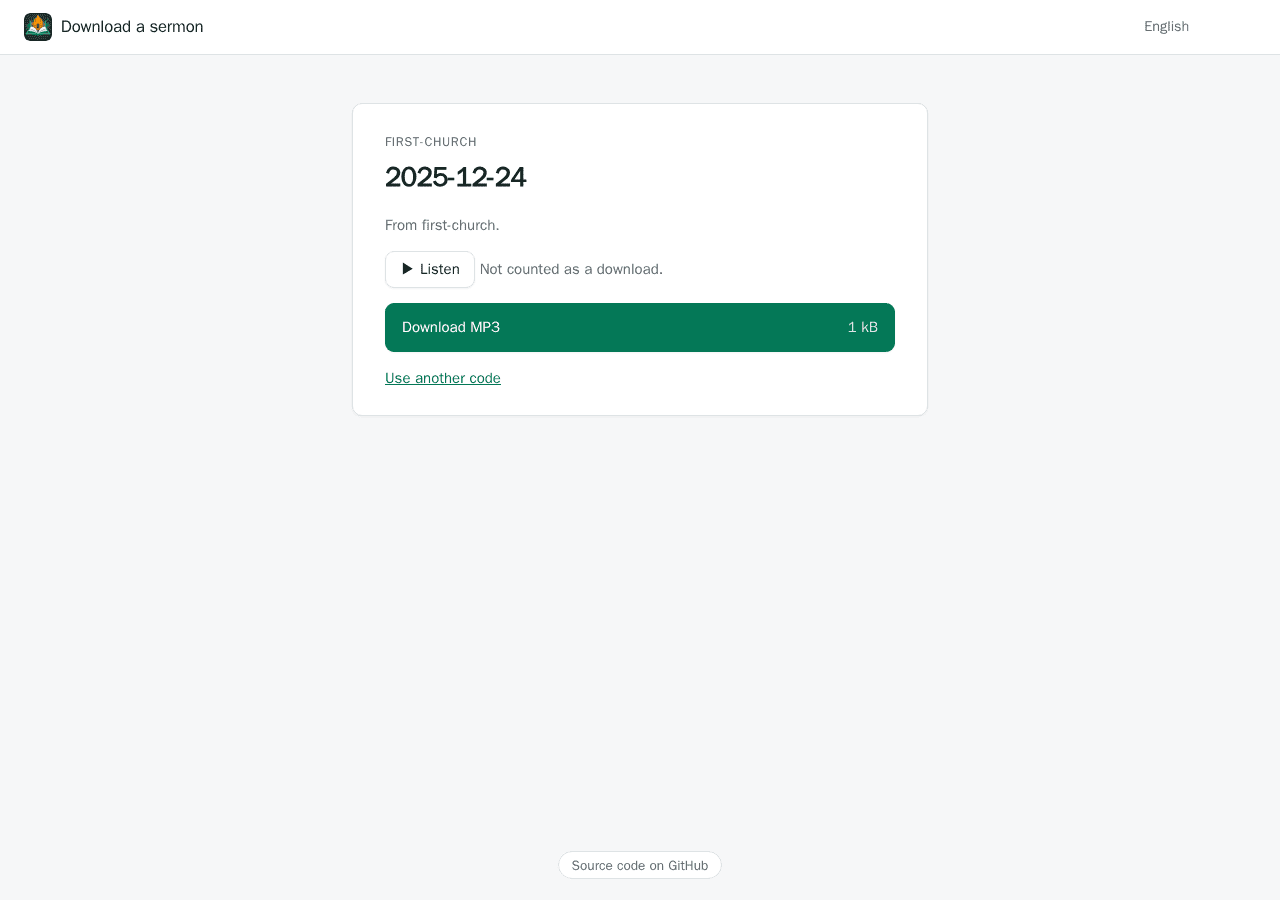 Download a sermon
English
FIRST-CHURCH
2025-12-24
From first-church.
▶ Listen Not counted as a download.
Download MP3 1 kB
Use another code
Source code on GitHub